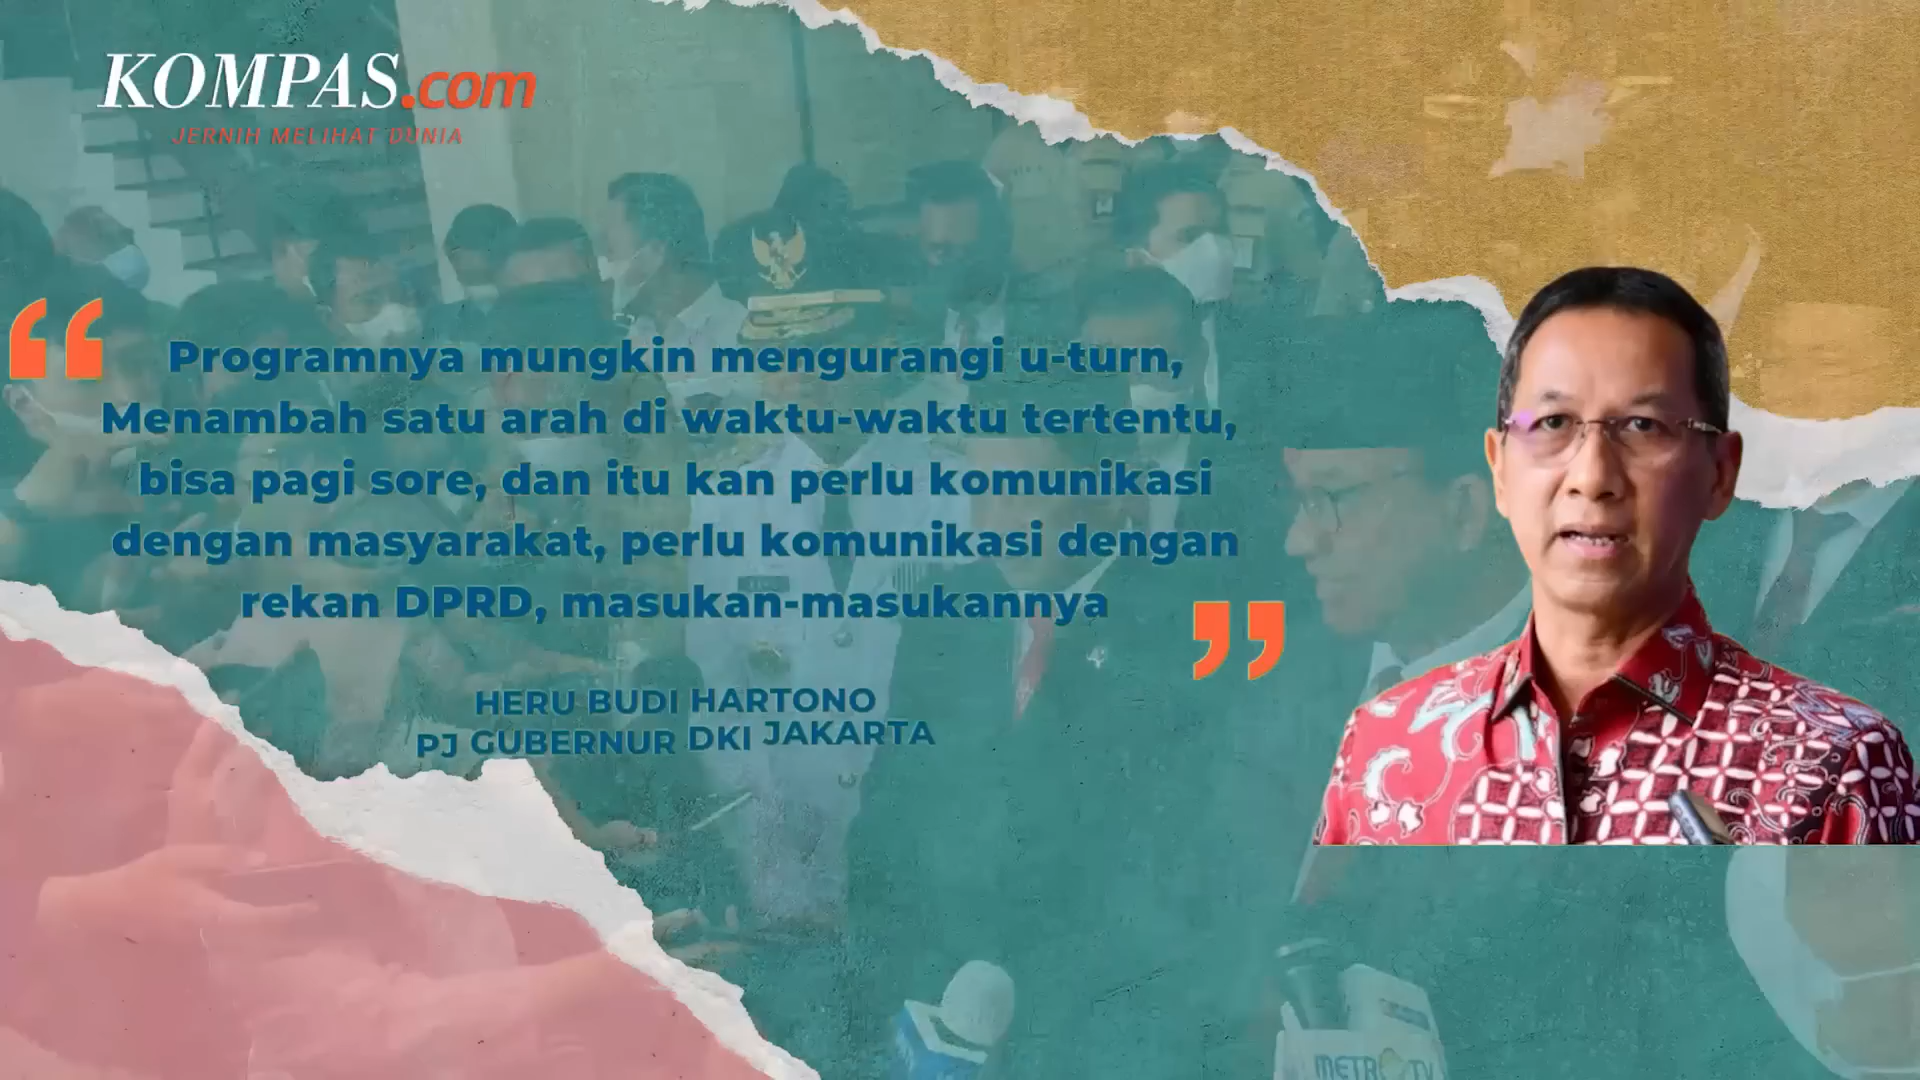 KOMPAS.com
JERNIH MELIHAT DUNIA
“ Programnya mungkin mengurangi u-turn,
Menambah satu arah di waktu-waktu tertentu,
bisa pagi sore, dan itu kan perlu komunikasi
dengan masyarakat, perlu komunikasi dengan
rekan DPRD, masukan-masukannya ”
HERU BUDI HARTONO
PJ GUBERNUR DKI JAKARTA
METRO TV